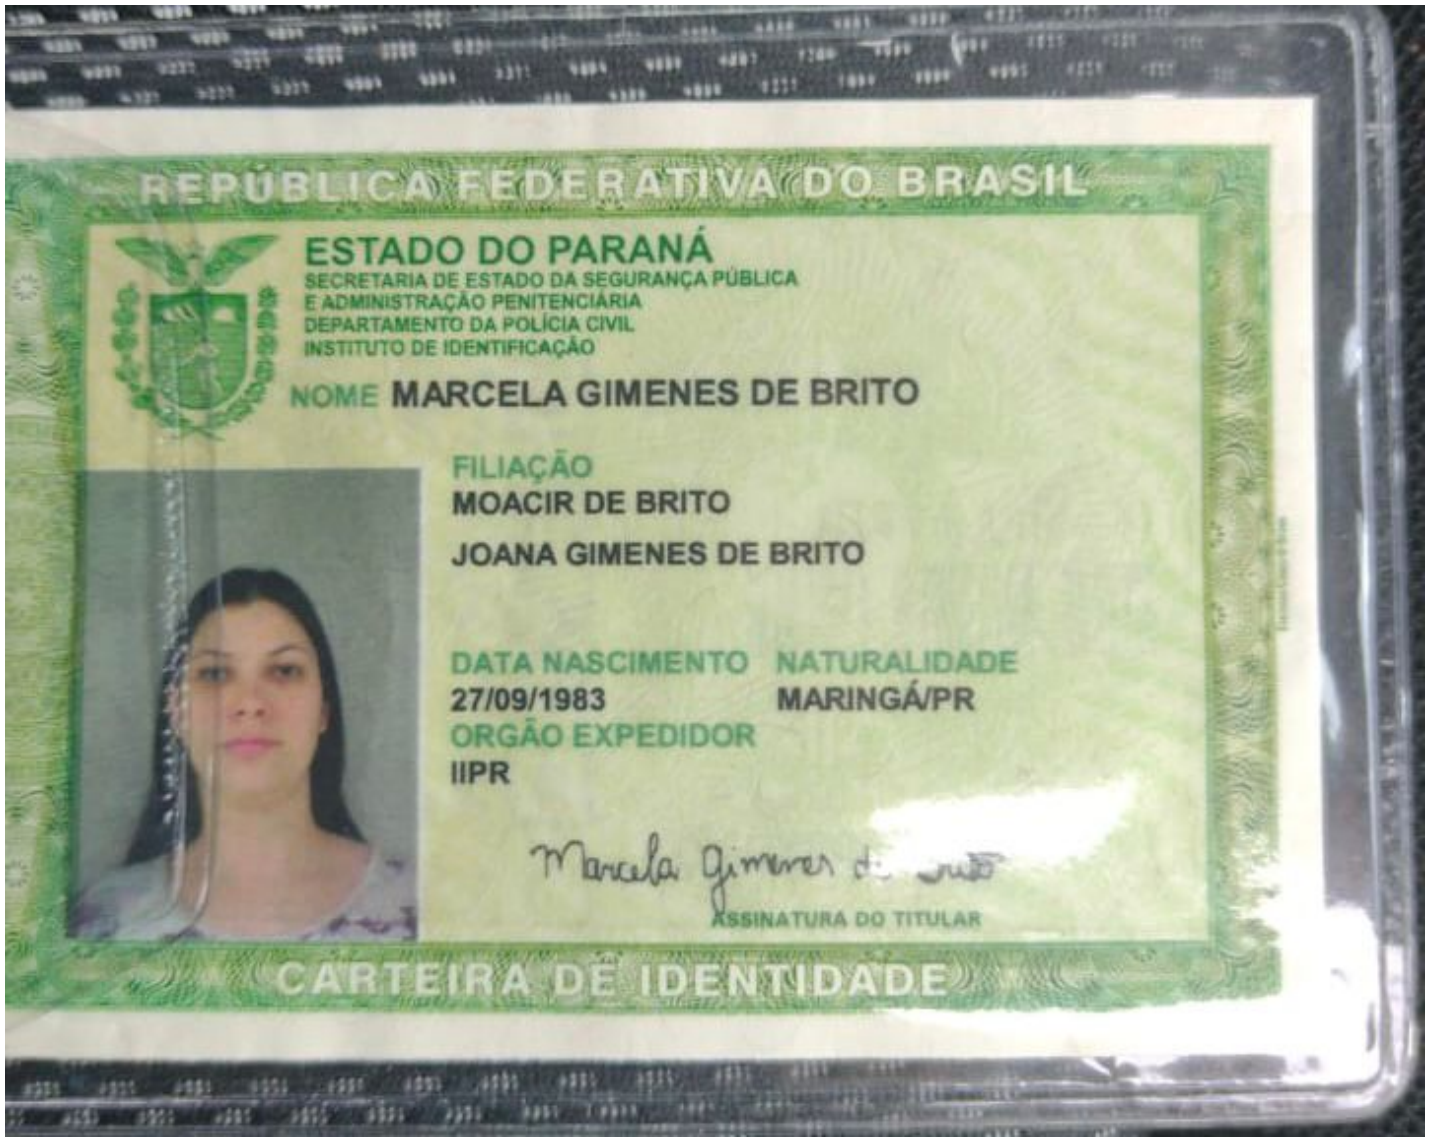 REPÚBLICA FEDERATIVA DO BRASIL
ESTADO DO PARANÁ
SECRETARIA DE ESTADO DA SEGURANÇA PÚBLICA
E ADMINISTRAÇÃO PENITENCIÁRIA
DEPARTAMENTO DA POLÍCIA CIVIL
INSTITUTO DE IDENTIFICAÇÃO
NOME MARCELA GIMENES DE BRITO
FILIAÇÃO
MOACIR DE BRITO
JOANA GIMENES DE BRITO
DATA NASCIMENTO NATURALIDADE
27/09/1983 MARINGÁ/PR
ORGÃO EXPEDIDOR
IIPR
Marcela Gimenes de Brito
ASSINATURA DO TITULAR
CARTEIRA DE IDENTIDADE